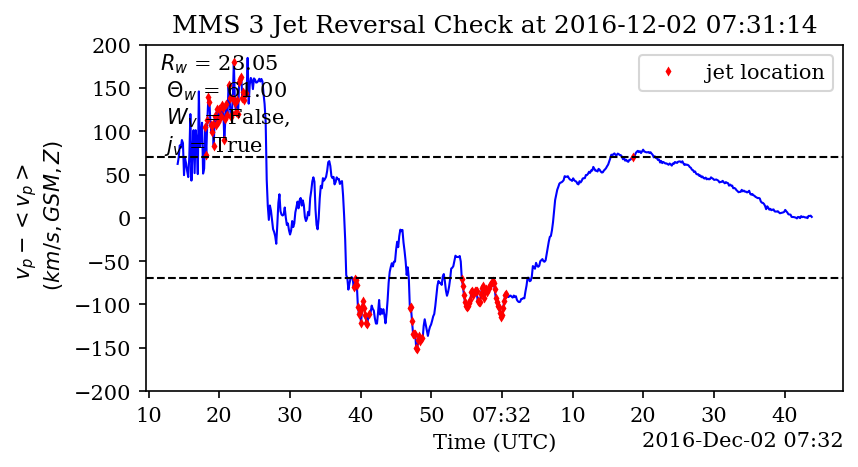 MMS 3 Jet Reversal Check at 2016-12-02 07:31:14
R_w = 23.05
Θ_w = 61.00
W_v = False,
j_v = True
jet location
v_p − < v_p >
(km/s, GSM, Z)
200
150
100
50
0
−50
−100
−150
−200
10 20 30 40 50 07:32 10 20 30 40
Time (UTC)
2016-Dec-02 07:32